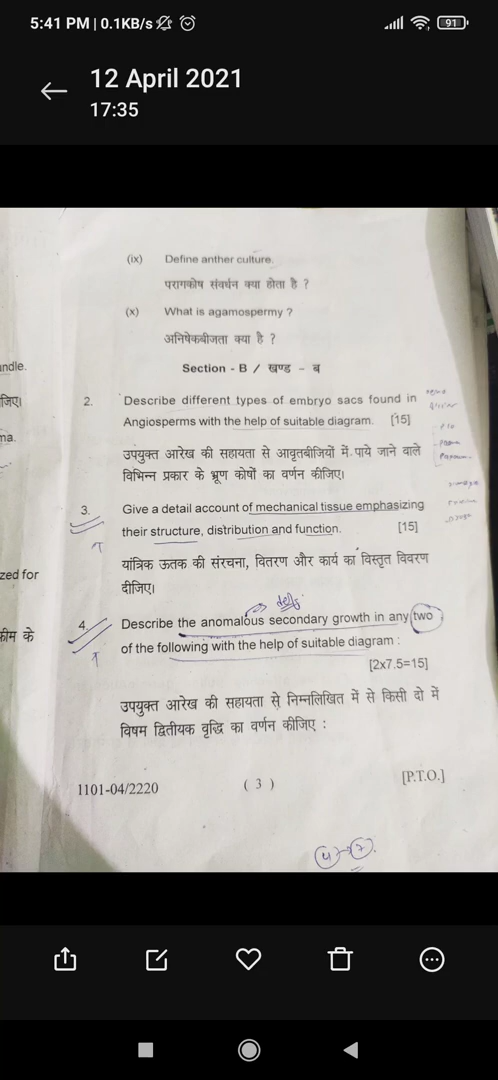 5:41 PM | 0.1KB/s
91
12 April 2021
17:35
(ix) Define anther culture.
परागकोष संवर्धन क्या होता है ?
(x) What is agamospermy ?
अनिषेकबीजता क्या है ?
Section - B / खण्ड - ब
2. Describe different types of embryo sacs found in
Angiosperms with the help of suitable diagram. [15]
उपयुक्त आरेख की सहायता से आवृतबीजियों में पाये जाने वाले
विभिन्न प्रकार के भ्रूण कोषों का वर्णन कीजिए।
3. Give a detail account of mechanical tissue emphasizing
their structure, distribution and function. [15]
यांत्रिक ऊतक की संरचना, वितरण और कार्य का विस्तृत विवरण
दीजिए।
4. Describe the anomalous secondary growth in any two
of the following with the help of suitable diagram :
[2x7.5=15]
उपयुक्त आरेख की सहायता से निम्नलिखित में से किसी दो में
विषम द्वितीयक वृद्धि का वर्णन कीजिए :
1101-04/2220 ( 3 ) [P.T.O.]
ndle.
जिए।
ma.
zed for
कीम के